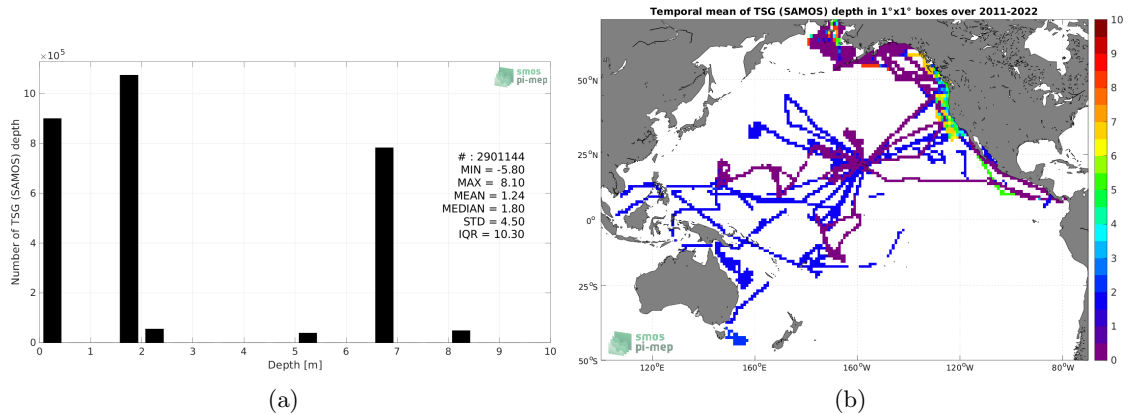 ×10⁵
10
8
6
4
2
0
Number of TSG (SAMOS) depth
smos
pi-mep
# : 2901144
MIN = -5.80
MAX = 8.10
MEAN = 1.24
MEDIAN = 1.80
STD = 4.50
IQR = 10.30
0 1 2 3 4 5 6 7 8 9 10
Depth [m]
(a)
Temporal mean of TSG (SAMOS) depth in 1°x1° boxes over 2011-2022
50°N
25°N
0°
25°S
50°S
smos
pi-mep
120°E 160°E 160°W 120°W 80°W
10
9
8
7
6
5
4
3
2
1
0
(b)